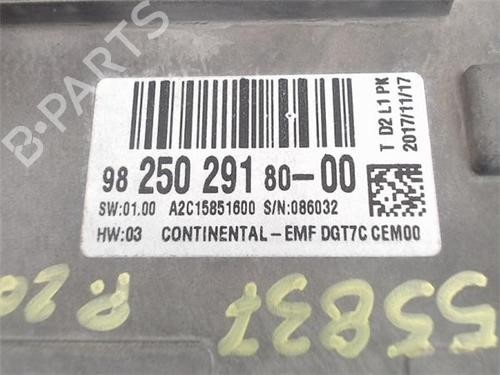 B-PARTS
98 250 291 80-00
SW:01.00 A2C15851600 S/N:086032
HW:03 CONTINENTAL-EMF DGT7C CEM00
T D2 L1 PK
2017/11/17
55837